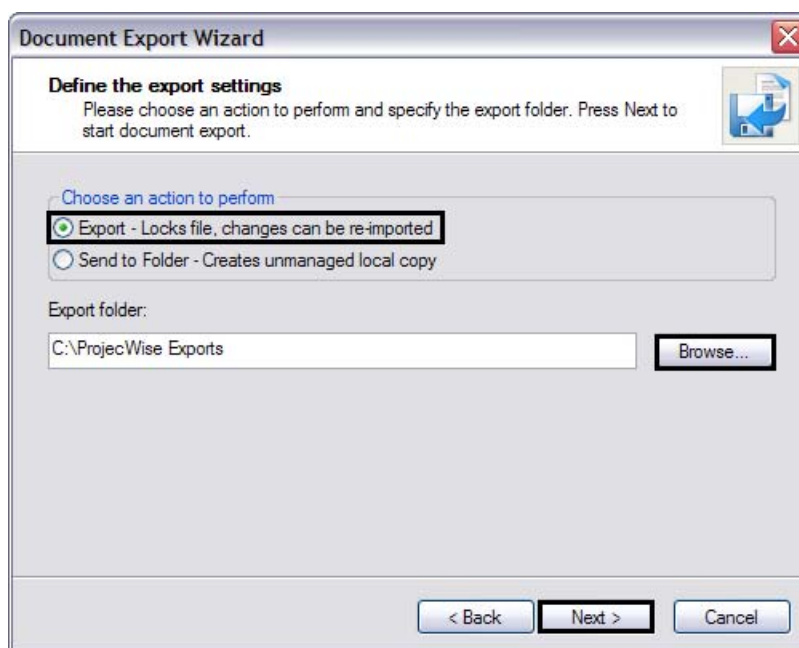 Document Export Wizard
Define the export settings
Please choose an action to perform and specify the export folder. Press Next to
start document export.
Choose an action to perform
Export - Locks file, changes can be re-imported
Send to Folder - Creates unmanaged local copy
Export folder:
C:\ProjecWise Exports
Browse...
< Back
Next >
Cancel